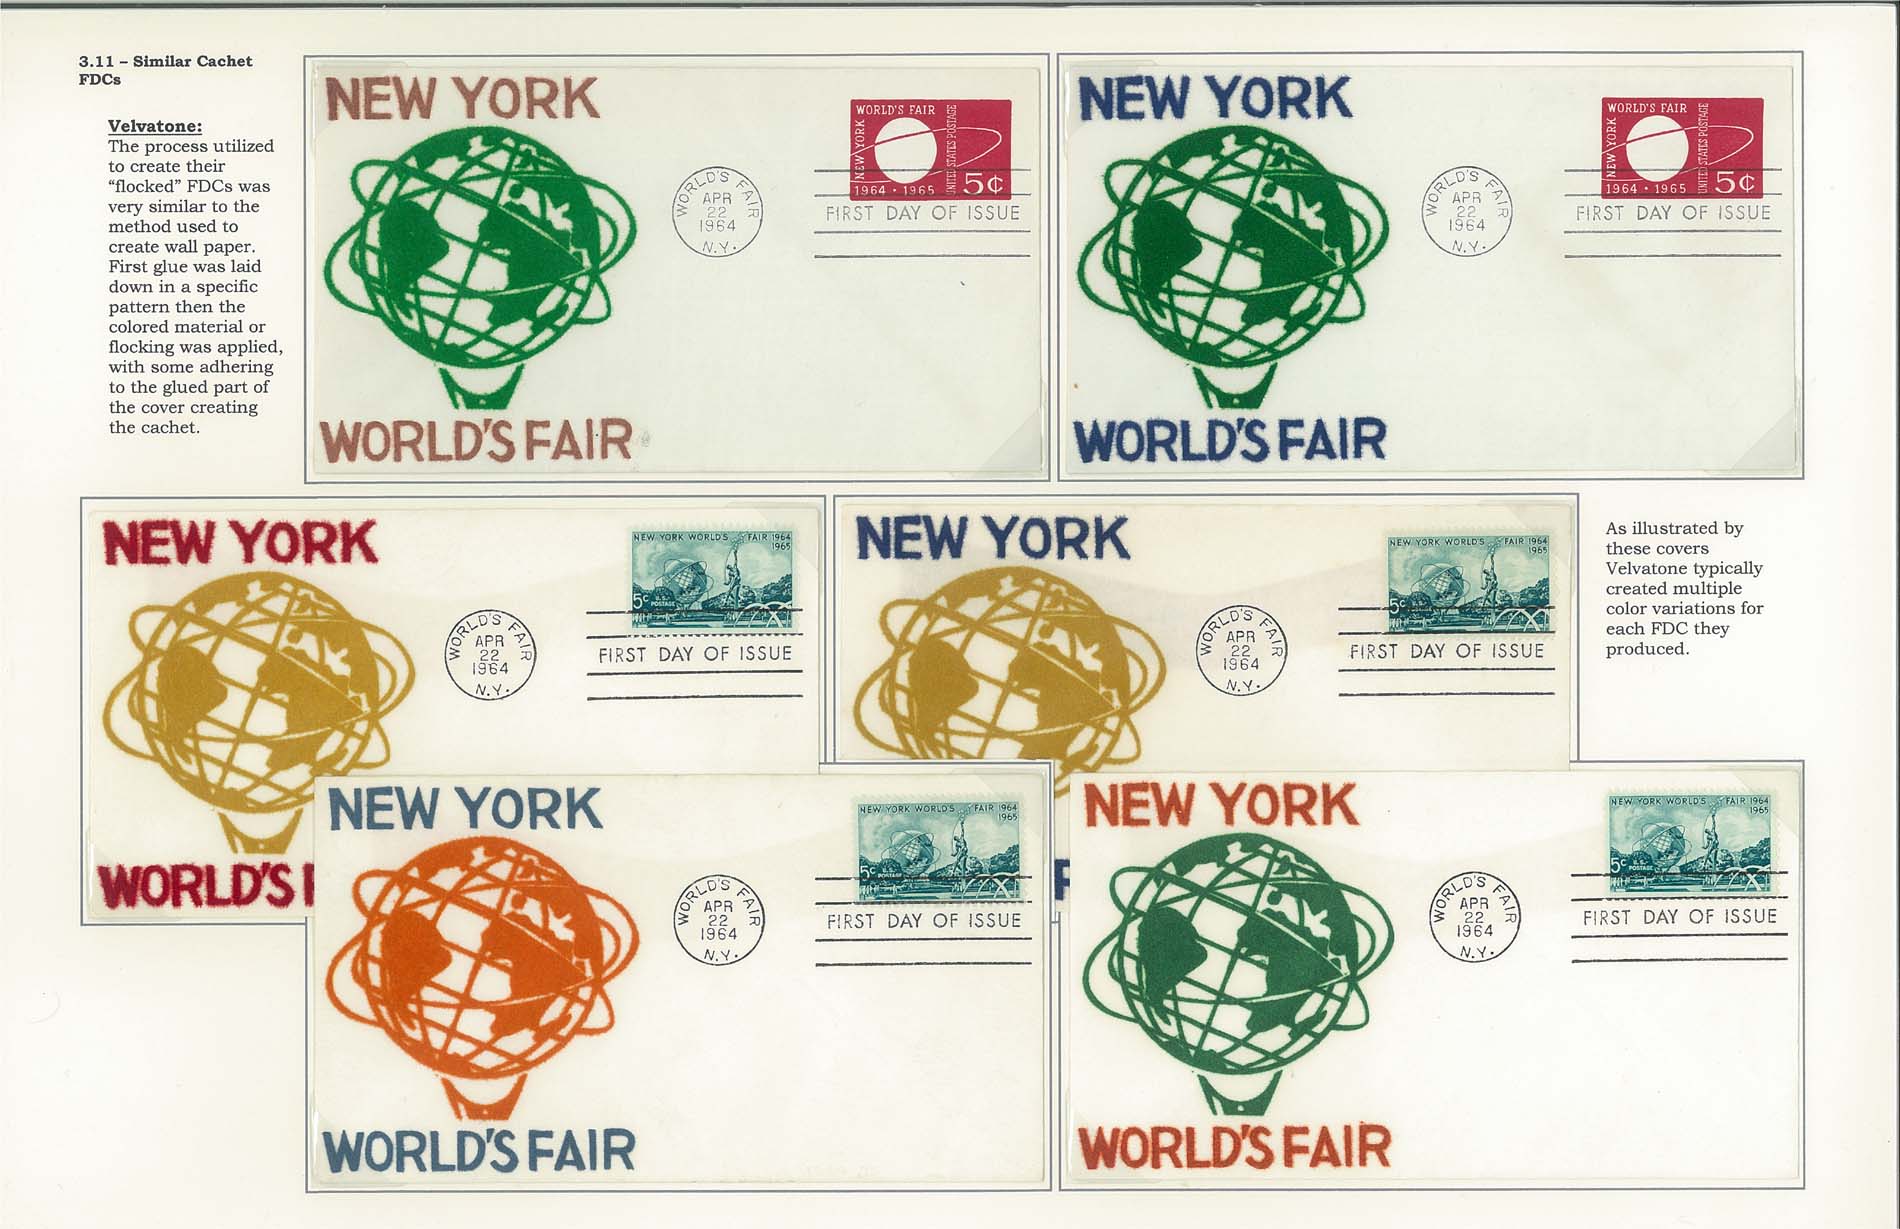 3.11 – Similar Cachet
FDCs
Velvatone:
The process utilized
to create their
“flocked” FDCs was
very similar to the
method used to
create wall paper.
First glue was laid
down in a specific
pattern then the
colored material or
flocking was applied,
with some adhering
to the glued part of
the cover creating
the cachet.
NEW YORK
WORLD'S FAIR
WORLD'S FAIR
APR
22
1964
N.Y.
WORLD'S FAIR
NEW YORK
UNITED STATES POSTAGE
1964 · 1965 5¢
FIRST DAY OF ISSUE
NEW YORK
WORLD'S FAIR
WORLD'S FAIR
APR
22
1964
N.Y.
WORLD'S FAIR
NEW YORK
UNITED STATES POSTAGE
1964 · 1965 5¢
FIRST DAY OF ISSUE
NEW YORK
WORLD'S F
WORLD'S FAIR
APR
22
1964
N.Y.
NEW YORK WORLD'S FAIR 1964
1965
5c U.S.
POSTAGE
FIRST DAY OF ISSUE
NEW YORK
WORLD'S FAIR
APR
22
1964
N.Y.
NEW YORK WORLD'S FAIR 1964
1965
5c U.S.
POSTAGE
FIRST DAY OF ISSUE
As illustrated by
these covers
Velvatone typically
created multiple
color variations for
each FDC they
produced.
NEW YORK
WORLD'S FAIR
WORLD'S FAIR
APR
22
1964
N.Y.
NEW YORK WORLD'S FAIR 1964
1965
5c U.S.
POSTAGE
FIRST DAY OF ISSUE
NEW YORK
WORLD'S FAIR
WORLD'S FAIR
APR
22
1964
N.Y.
NEW YORK WORLD'S FAIR 1964
1965
5c U.S.
POSTAGE
FIRST DAY OF ISSUE